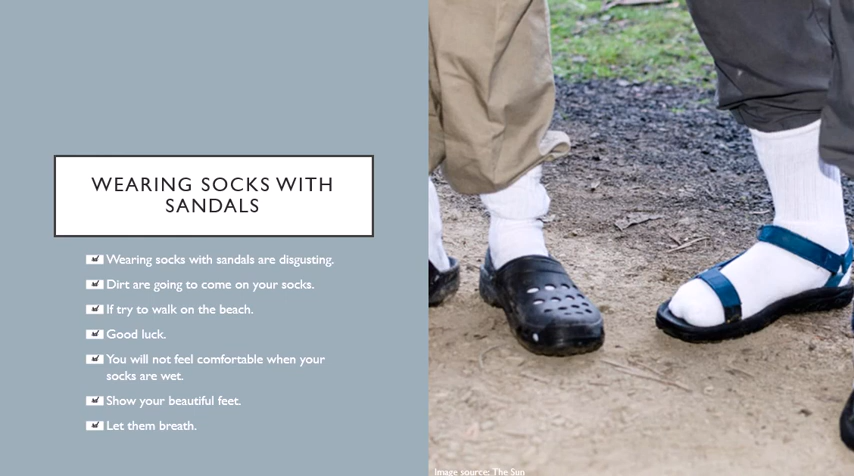 WEARING SOCKS WITH
SANDALS
Wearing socks with sandals are disgusting.
Dirt are going to come on your socks.
If try to walk on the beach.
Good luck.
You will not feel comfortable when your
socks are wet.
Show your beautiful feet.
Let them breath.
Image source: The Sun